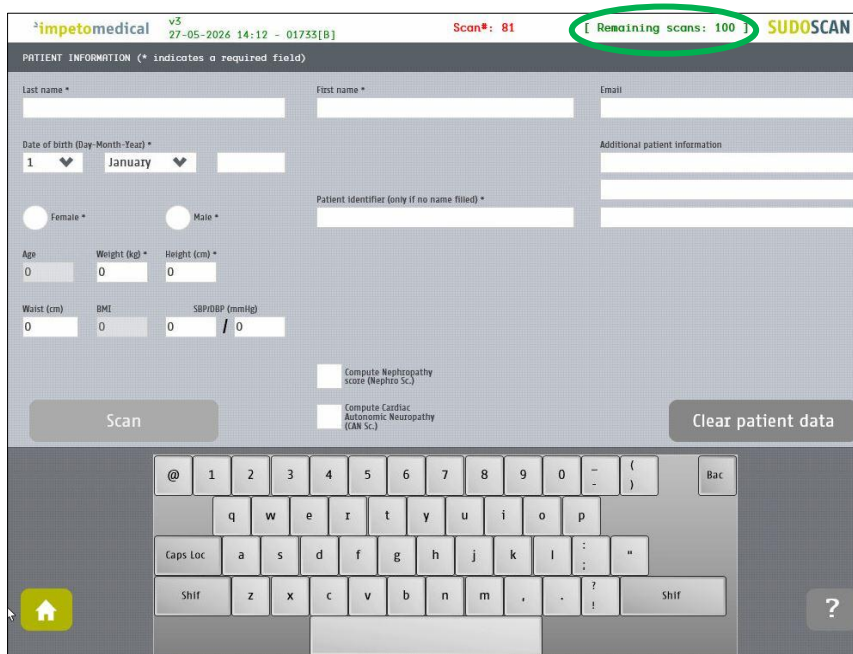 impetomedical
v3
27-05-2026 14:12 - 01733[B]
Scan#: 81
[ Remaining scans: 100 ]
SUDOSCAN
PATIENT INFORMATION (* indicates a required field)
Last name *
First name *
Email
Date of birth (Day-Month-Year) *
Additional patient information
1
January
Patient identifier (only if no name filled) *
Female *
Male *
Age
Weight (kg) *
Height (cm) *
0
0
0
Waist (cm)
BMI
SBP/DBP (mmHg)
0
0
0 / 0
Compute Nephropathy
score (Nephro Sc.)
Compute Cardiac
Autonomic Neuropathy
(CAN Sc.)
Scan
Clear patient data
@ 1 2 3 4 5 6 7 8 9 0 _ - ( ) Bac
q w e r t y u i o p
Caps Loc a s d f g h j k l : ; "
Shif z x c v b n m , . ? ! Shif
?